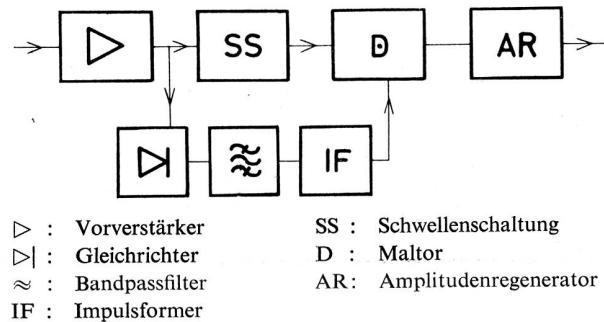 SS
D
AR
IF
▷ : Vorverstärker
▷| : Gleichrichter
≈ : Bandpassfilter
IF : Impulsformer
SS : Schwellenschaltung
D : Maltor
AR: Amplitudenregenerator